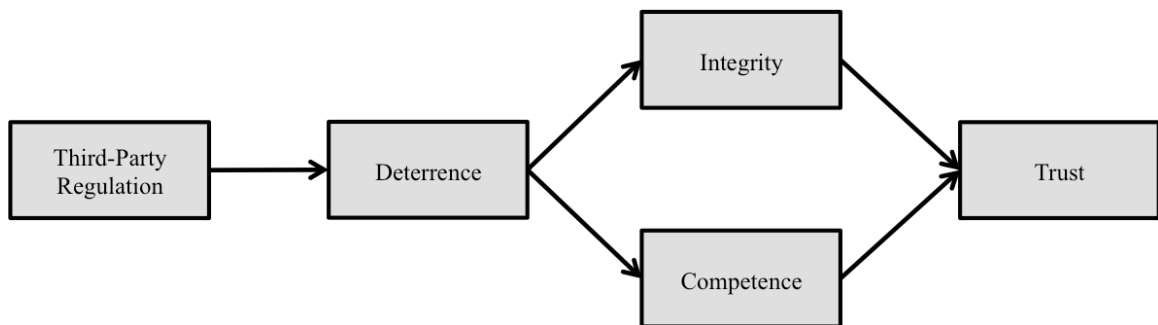 Third-Party
Regulation
Deterrence
Integrity
Competence
Trust